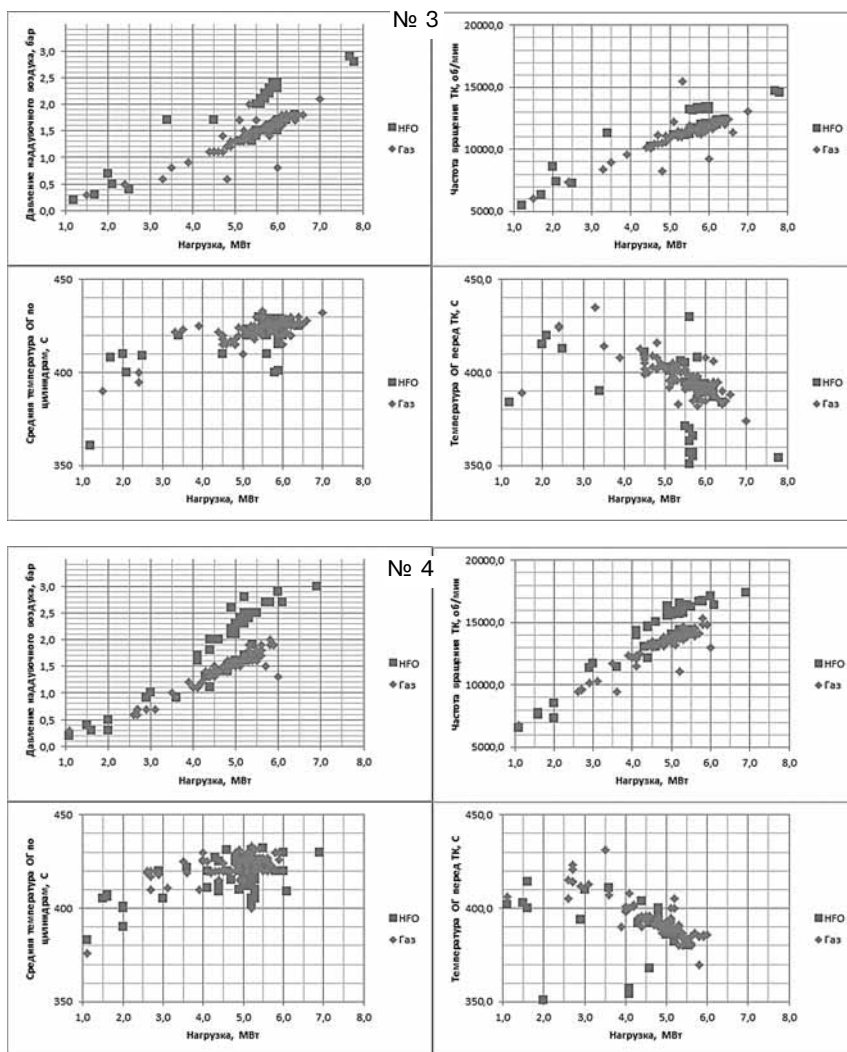 № 3
Давление наддувочного воздуха, бар
3,0
2,5
2,0
1,5
1,0
0,5
0,0
1,0 2,0 3,0 4,0 5,0 6,0 7,0 8,0
Нагрузка, МВт
HFO
Газ
Частота вращения ТК, об/мин
20000,0
15000,0
10000,0
5000,0
1,0 2,0 3,0 4,0 5,0 6,0 7,0 8,0
Нагрузка, МВт
HFO
Газ
Средняя температура ОГ по
цилиндрам, С
450
400
350
1,0 2,0 3,0 4,0 5,0 6,0 7,0 8,0
Нагрузка, МВт
HFO
Газ
Температура ОГ перед ТК, С
450,0
400,0
350,0
1,0 2,0 3,0 4,0 5,0 6,0 7,0 8,0
Нагрузка, МВт
HFO
Газ
№ 4
Давление наддувочного воздуха, бар
3,0
2,5
2,0
1,5
1,0
0,5
0,0
1,0 2,0 3,0 4,0 5,0 6,0 7,0 8,0
Нагрузка, МВт
HFO
Газ
Частота вращения ТК, об/мин
20000,0
15000,0
10000,0
5000,0
1,0 2,0 3,0 4,0 5,0 6,0 7,0 8,0
Нагрузка, МВт
HFO
Газ
Средняя температура ОГ по
цилиндрам, С
450
400
350
1,0 2,0 3,0 4,0 5,0 6,0 7,0 8,0
Нагрузка, МВт
HFO
Газ
Температура ОГ перед ТК, С
450,0
400,0
350,0
1,0 2,0 3,0 4,0 5,0 6,0 7,0 8,0
Нагрузка, МВт
HFO
Газ